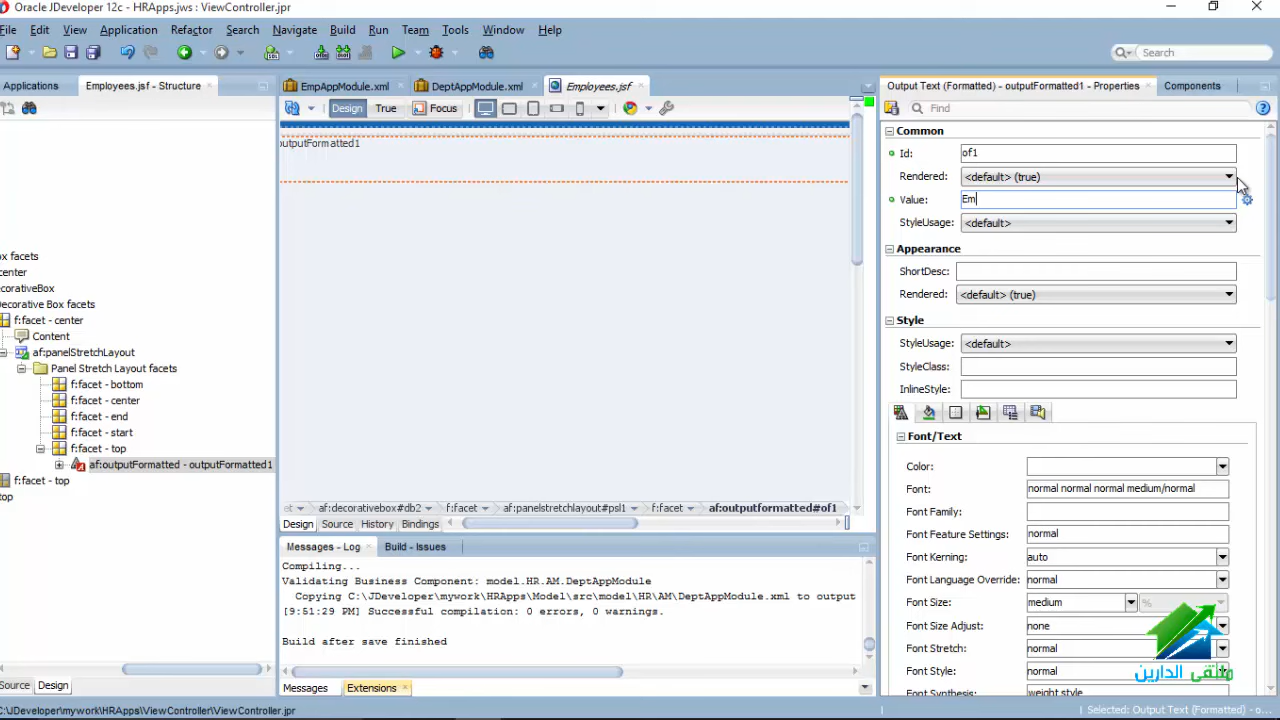 Oracle JDeveloper 12c - HRApps.jws : ViewController.jpr
File Edit View Application Refactor Search Navigate Build Run Team Tools Window Help
Search
Applications Employees.jsf - Structure
EmpAppModule.xml DeptAppModule.xml Employees.jsf
Output Text (Formatted) - outputFormatted1 - Properties Components
Design True Focus
Find
outputFormatted1
ox facets
center
corativeBox
Decorative Box facets
f:facet - center
Content
af:panelStretchLayout
Panel Stretch Layout facets
f:facet - bottom
f:facet - center
f:facet - end
f:facet - start
f:facet - top
af:outputFormatted - outputFormatted1
f:facet - top
top
Source Design
et af:decorativebox#db2 f:facet af:panelstretchlayout#psl1 f:facet af:outputformatted#of1
Design Source History Bindings
Messages - Log Build - Issues
Compiling...
Validating Business Component: model.HR.AM.DeptAppModule
Copying C:\JDeveloper\mywork\HRApps\Model\src\model\HR\AM\DeptAppModule.xml to output
[9:51:29 PM] Successful compilation: 0 errors, 0 warnings.
Build after save finished
Messages Extensions
Common
Id: of1
Rendered: <default> (true)
Value: Em
StyleUsage: <default>
Appearance
ShortDesc:
Rendered: <default> (true)
Style
StyleUsage: <default>
StyleClass:
InlineStyle:
Font/Text
Color:
Font: normal normal normal medium/normal
Font Family:
Font Feature Settings: normal
Font Kerning: auto
Font Language Override: normal
Font Size: medium %
Font Size Adjust: none
Font Stretch: normal
Font Style: normal
Font Synthesis: weight style
ملتقى الدارين
C:\JDeveloper\mywork\HRApps\ViewController\ViewController.jpr
Selected: Output Text (Formatted) - o...